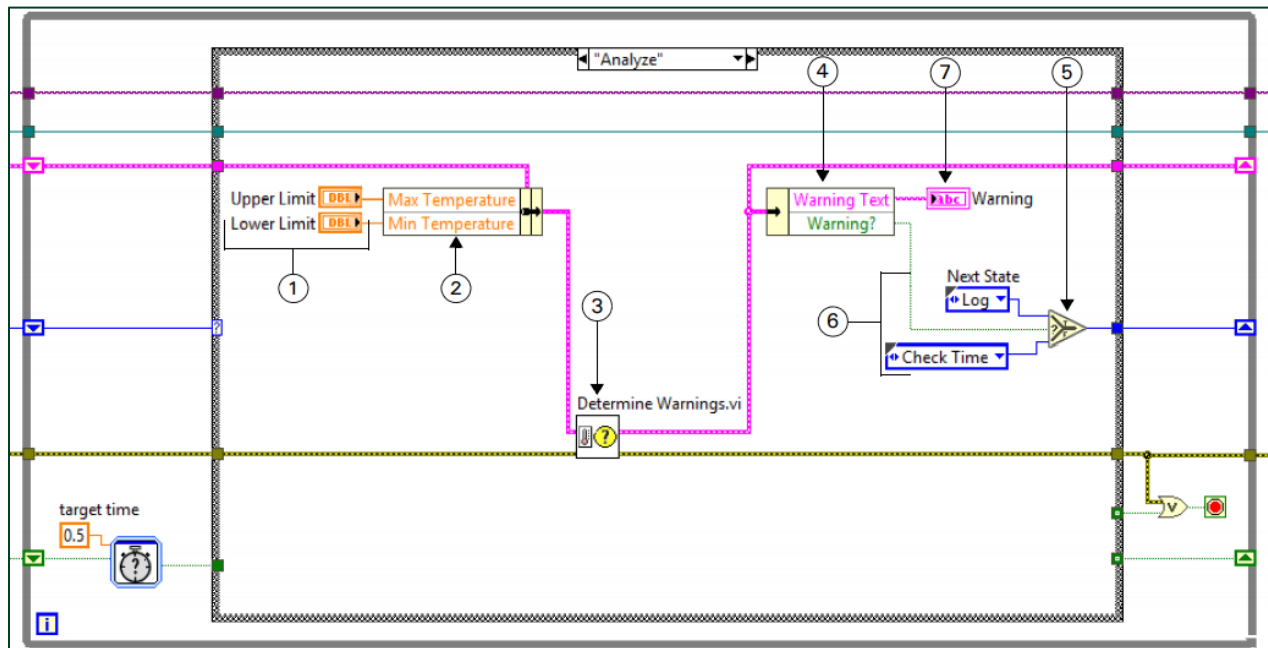 "Analyze"
4
7
5
Upper Limit DBL Max Temperature
Lower Limit DBL Min Temperature
Warning Text abc Warning
Warning?
1
2
3
6
Next State
Log
?
T
F
Check Time
?
Determine Warnings.vi
?
target time
0.5
?
V
i